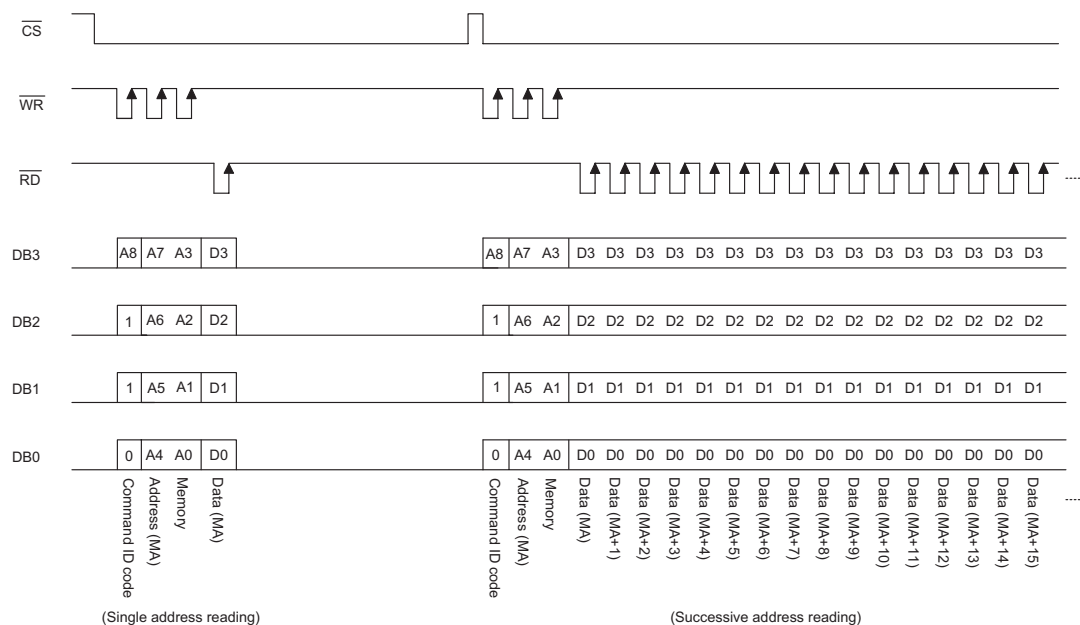 CS
WR
RD
DB3 A8 A7 A3 D3 A8 A7 A3 D3 D3 D3 D3 D3 D3 D3 D3 D3 D3 D3 D3 D3 D3 D3 D3
DB2 1 A6 A2 D2 1 A6 A2 D2 D2 D2 D2 D2 D2 D2 D2 D2 D2 D2 D2 D2 D2 D2 D2
DB1 1 A5 A1 D1 1 A5 A1 D1 D1 D1 D1 D1 D1 D1 D1 D1 D1 D1 D1 D1 D1 D1 D1
DB0 0 A4 A0 D0 0 A4 A0 D0 D0 D0 D0 D0 D0 D0 D0 D0 D0 D0 D0 D0 D0 D0 D0
Command ID code
Address (MA)
Memory
Data (MA)
Command ID code
Address (MA)
Memory
Data (MA)
Data (MA+1)
Data (MA+2)
Data (MA+3)
Data (MA+4)
Data (MA+5)
Data (MA+6)
Data (MA+7)
Data (MA+8)
Data (MA+9)
Data (MA+10)
Data (MA+11)
Data (MA+12)
Data (MA+13)
Data (MA+14)
Data (MA+15)
(Single address reading)
(Successive address reading)